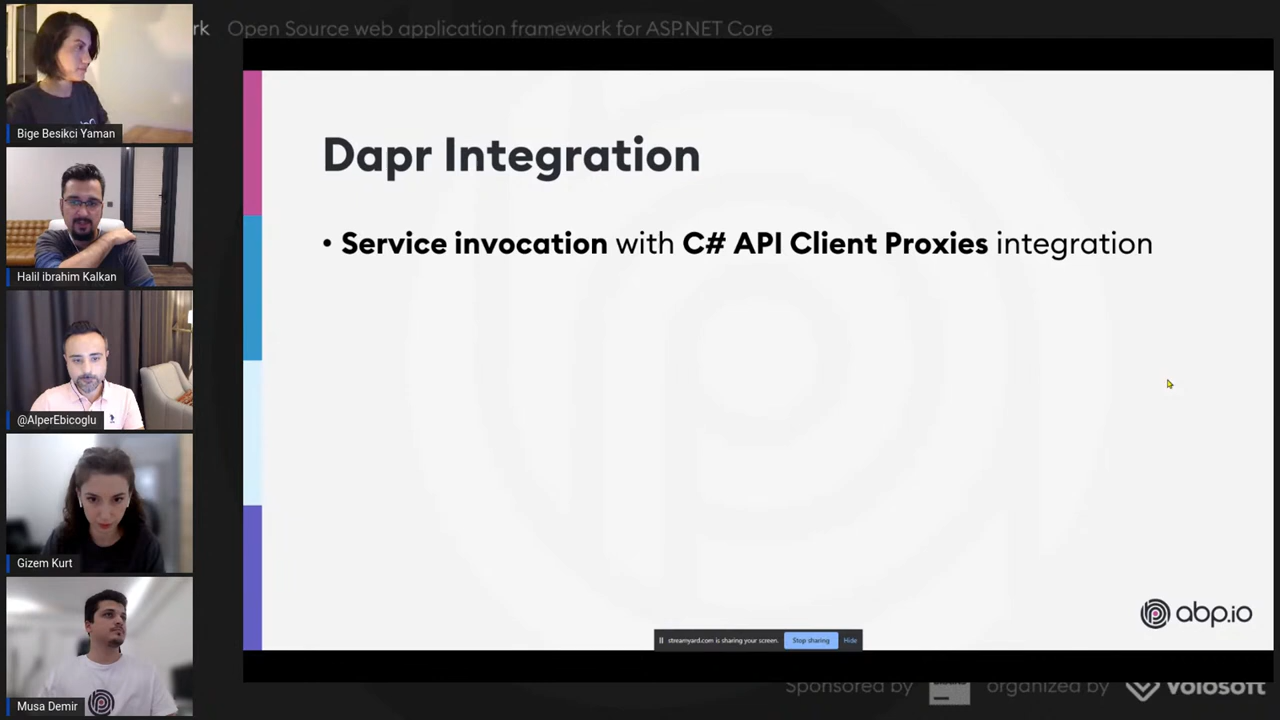 rk Open Source web application framework for ASP.NET Core
Bige Besikci Yaman
Halil ibrahim Kalkan
@AlperEbicoglu
Gizem Kurt
Musa Demir
Dapr Integration
• Service invocation with C# API Client Proxies integration
abp.io
streamyard.com is sharing your screen.
Stop sharing
Hide
Sponsored by
organized by
Volosoft